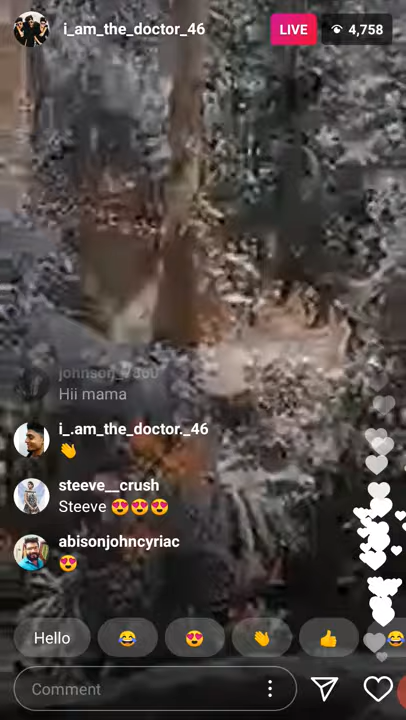 i_am_the_doctor_46
LIVE
4,758
Hii mama
i_.am_the_doctor._46
👋
steeve__crush
Steeve 😍😍😍
abisonjohncyriac
😍
Hello 😂 😍 👋 👍 😂
Comment